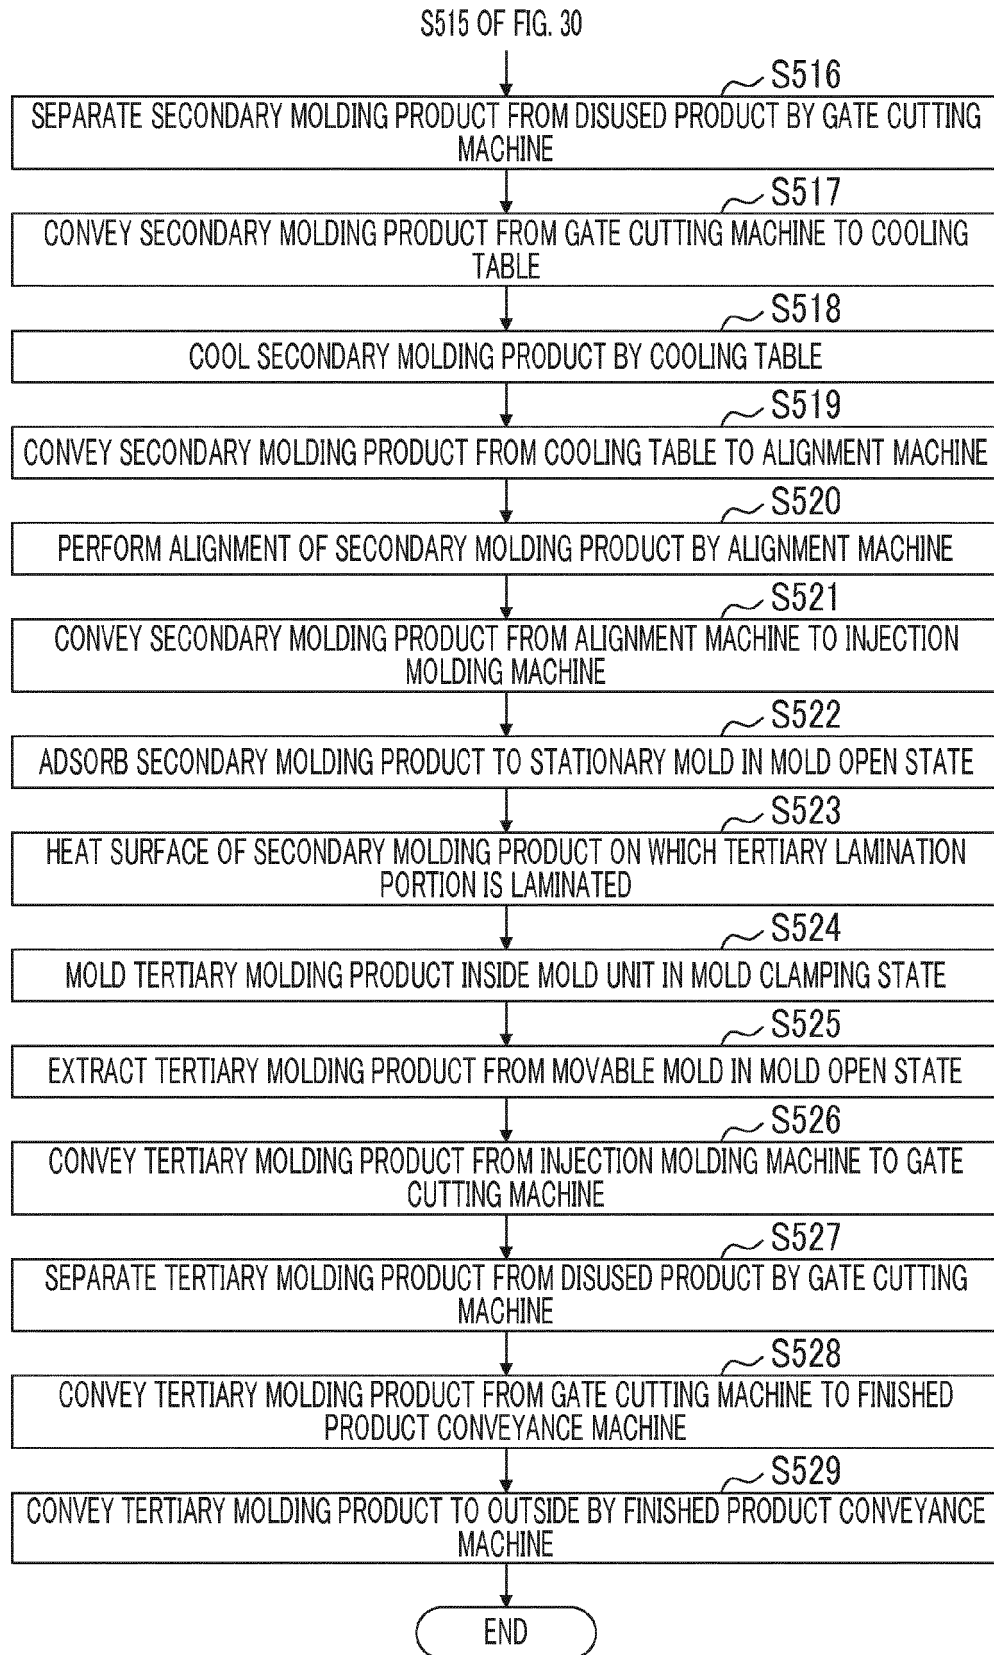 S515 OF FIG. 30
S516
SEPARATE SECONDARY MOLDING PRODUCT FROM DISUSED PRODUCT BY GATE CUTTING
MACHINE
S517
CONVEY SECONDARY MOLDING PRODUCT FROM GATE CUTTING MACHINE TO COOLING
TABLE
S518
COOL SECONDARY MOLDING PRODUCT BY COOLING TABLE
S519
CONVEY SECONDARY MOLDING PRODUCT FROM COOLING TABLE TO ALIGNMENT MACHINE
S520
PERFORM ALIGNMENT OF SECONDARY MOLDING PRODUCT BY ALIGNMENT MACHINE
S521
CONVEY SECONDARY MOLDING PRODUCT FROM ALIGNMENT MACHINE TO INJECTION
MOLDING MACHINE
S522
ADSORB SECONDARY MOLDING PRODUCT TO STATIONARY MOLD IN MOLD OPEN STATE
S523
HEAT SURFACE OF SECONDARY MOLDING PRODUCT ON WHICH TERTIARY LAMINATION
PORTION IS LAMINATED
S524
MOLD TERTIARY MOLDING PRODUCT INSIDE MOLD UNIT IN MOLD CLAMPING STATE
S525
EXTRACT TERTIARY MOLDING PRODUCT FROM MOVABLE MOLD IN MOLD OPEN STATE
S526
CONVEY TERTIARY MOLDING PRODUCT FROM INJECTION MOLDING MACHINE TO GATE
CUTTING MACHINE
S527
SEPARATE TERTIARY MOLDING PRODUCT FROM DISUSED PRODUCT BY GATE CUTTING
MACHINE
S528
CONVEY TERTIARY MOLDING PRODUCT FROM GATE CUTTING MACHINE TO FINISHED
PRODUCT CONVEYANCE MACHINE
S529
CONVEY TERTIARY MOLDING PRODUCT TO OUTSIDE BY FINISHED PRODUCT CONVEYANCE
MACHINE
END